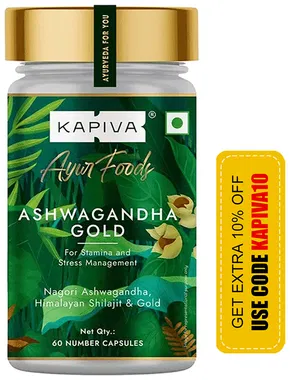 AYURVEDA FOR YOU
KAPIVA®
Ayur Foods
ASHWAGANDHA
GOLD
For Stamina and
Stress Management
Nagori Ashwagandha,
Himalayan Shilajit & Gold
Net Qty.:
60 NUMBER CAPSULES
GET EXTRA 10% OFF
USE CODE KAPIVA10